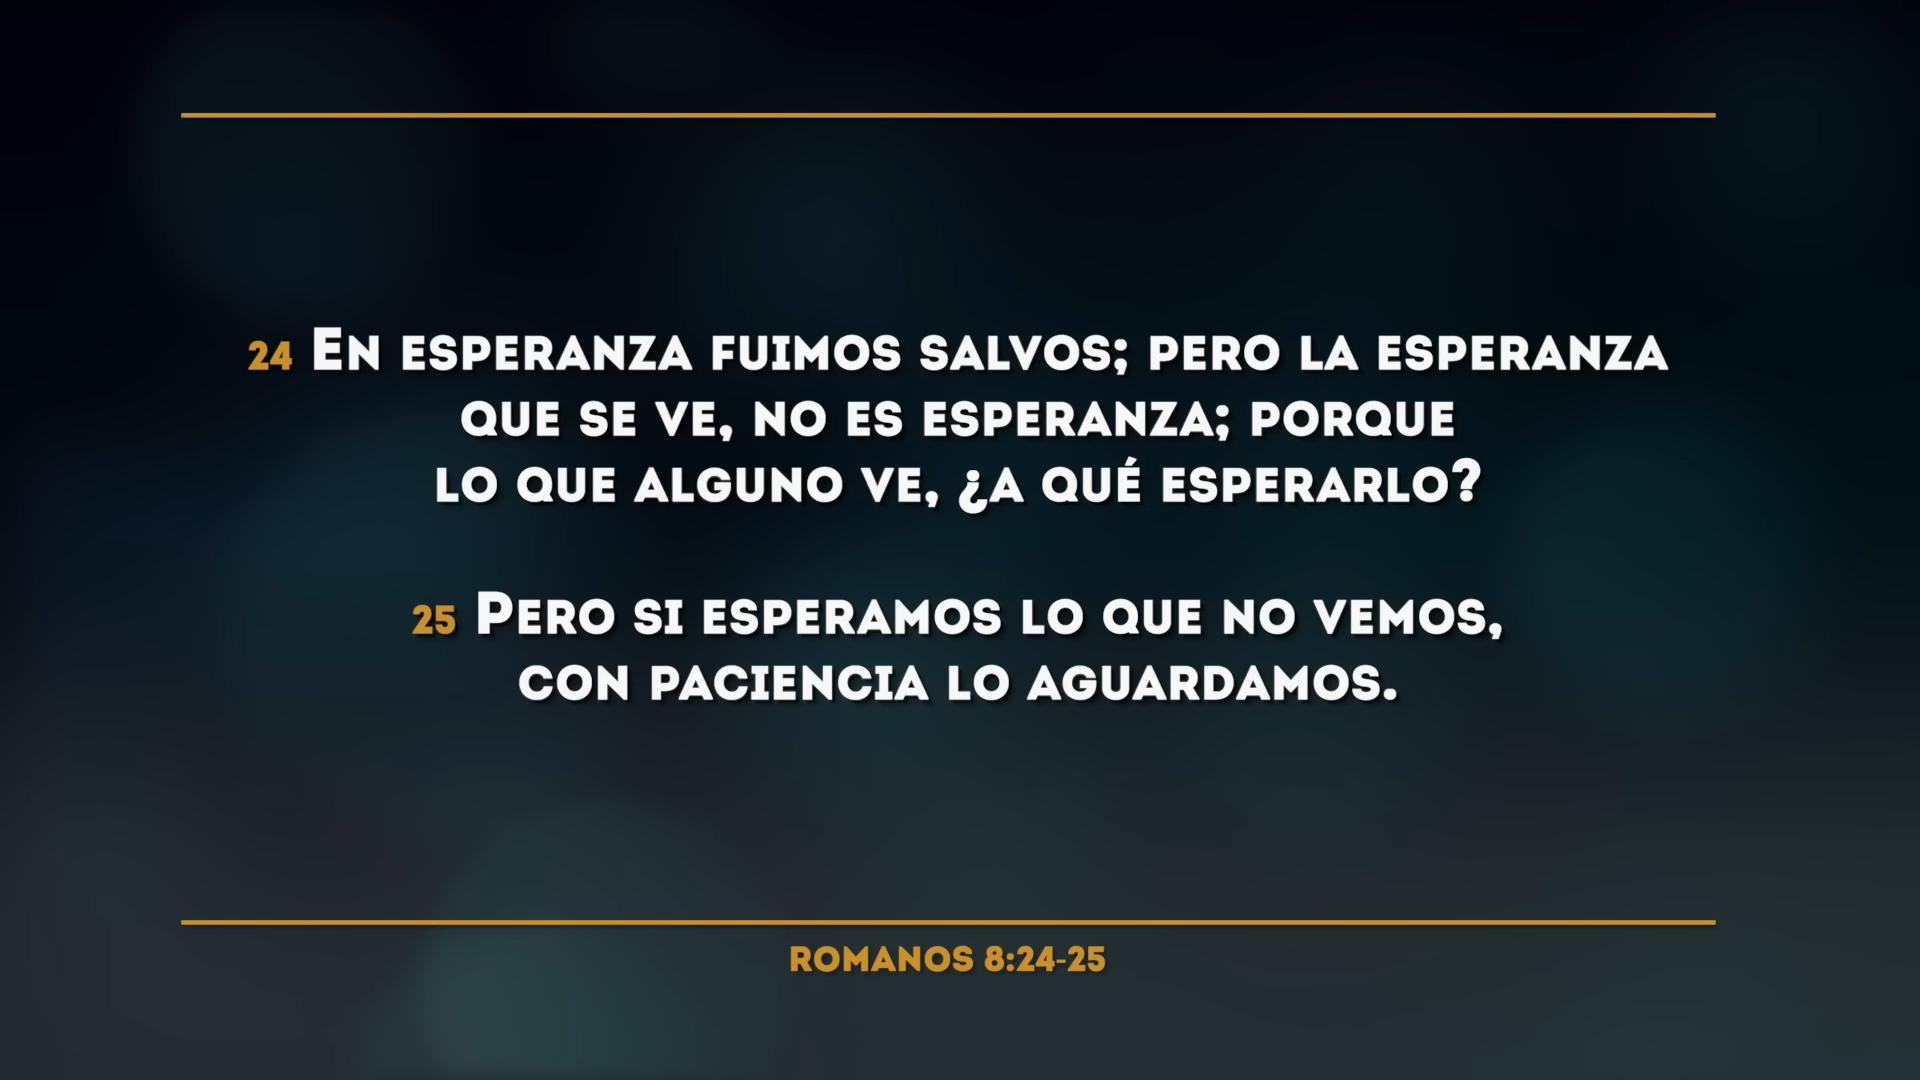 24 En esperanza fuimos salvos; pero la esperanza
que se ve, no es esperanza; porque
lo que alguno ve, ¿a qué esperarlo?
25 Pero si esperamos lo que no vemos,
con paciencia lo aguardamos.
ROMANOS 8:24-25